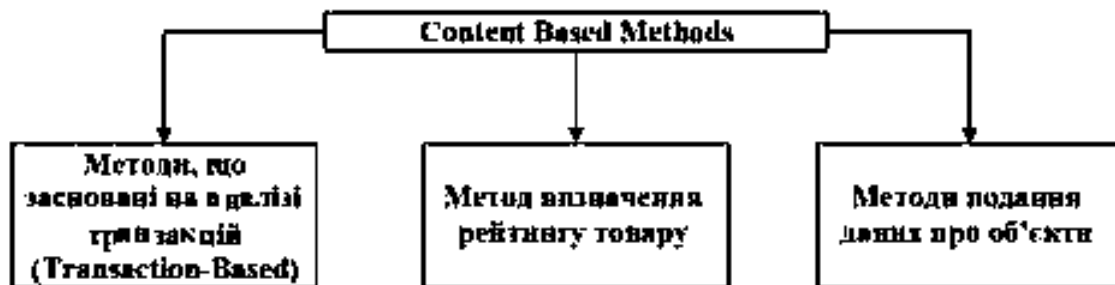 Content Based Methods
Методи, що
засновані на аналізі
транзакцій
(Transaction-Based)
Метод визначення
рейтингу товару
Методи подання
даних про об’єкти